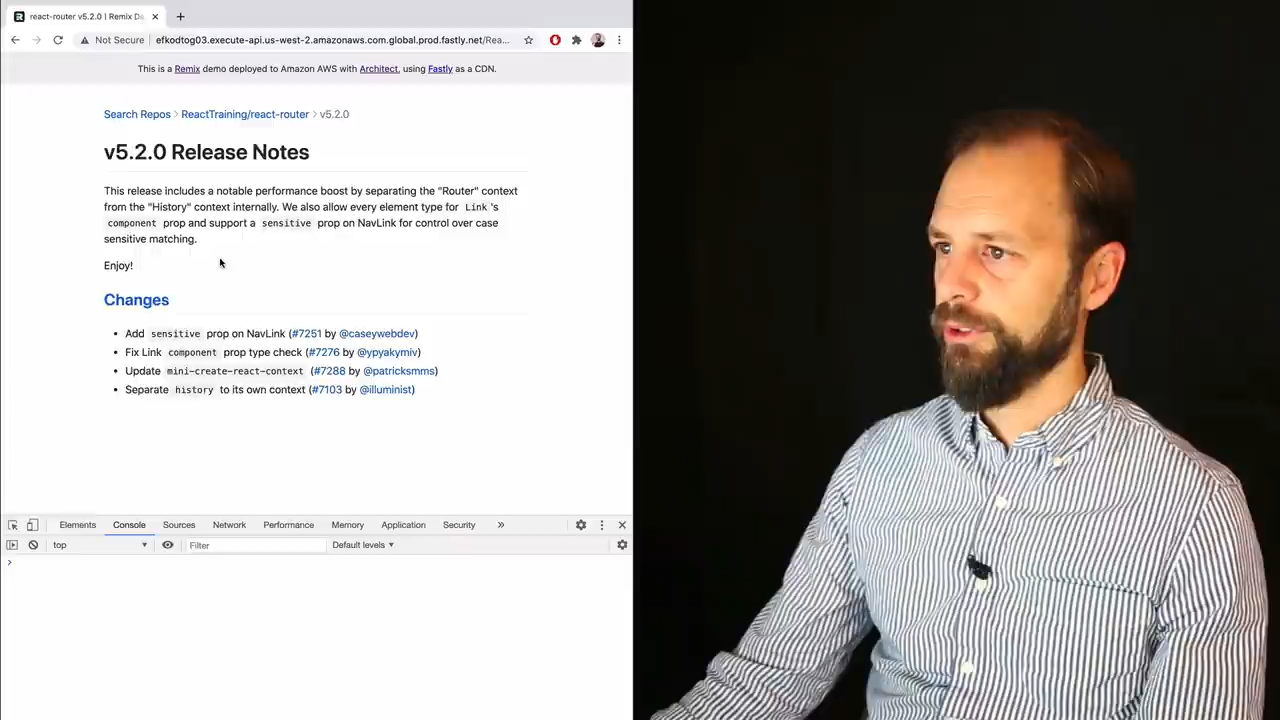 react-router v5.2.0 | Remix De
Not Secure efkodtog03.execute-api.us-west-2.amazonaws.com.global.prod.fastly.net/Rea...
This is a Remix demo deployed to Amazon AWS with Architect, using Fastly as a CDN.
Search Repos > ReactTraining/react-router > v5.2.0
v5.2.0 Release Notes
This release includes a notable performance boost by separating the "Router" context
from the "History" context internally. We also allow every element type for Link 's
component prop and support a sensitive prop on NavLink for control over case
sensitive matching.
Enjoy!
Changes
• Add sensitive prop on NavLink (#7251 by @caseywebdev)
• Fix Link component prop type check (#7276 by @ypyakymiv)
• Update mini-create-react-context (#7288 by @patricksmms)
• Separate history to its own context (#7103 by @illuminist)
Elements Console Sources Network Performance Memory Application Security »
top Filter Default levels
>